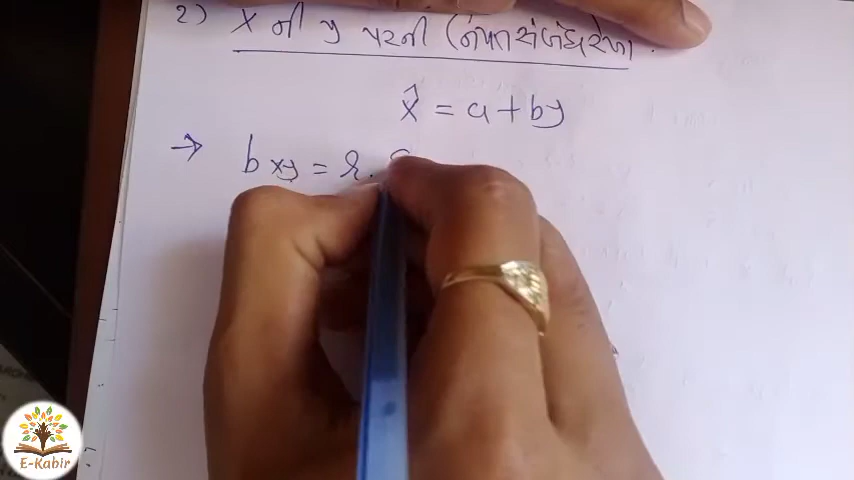 2) X ની y પરની નિયતસંબંધરેખા .
x̂ = a + by
→ bxy = r. S
E-Kabir